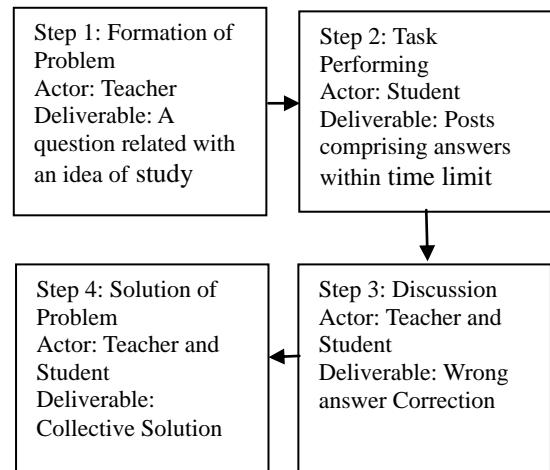 Step 1: Formation of
Problem
Actor: Teacher
Deliverable: A
question related with
an idea of study
Step 2: Task
Performing
Actor: Student
Deliverable: Posts
comprising answers
within time limit
Step 3: Discussion
Actor: Teacher and
Student
Deliverable: Wrong
answer Correction
Step 4: Solution of
Problem
Actor: Teacher and
Student
Deliverable:
Collective Solution